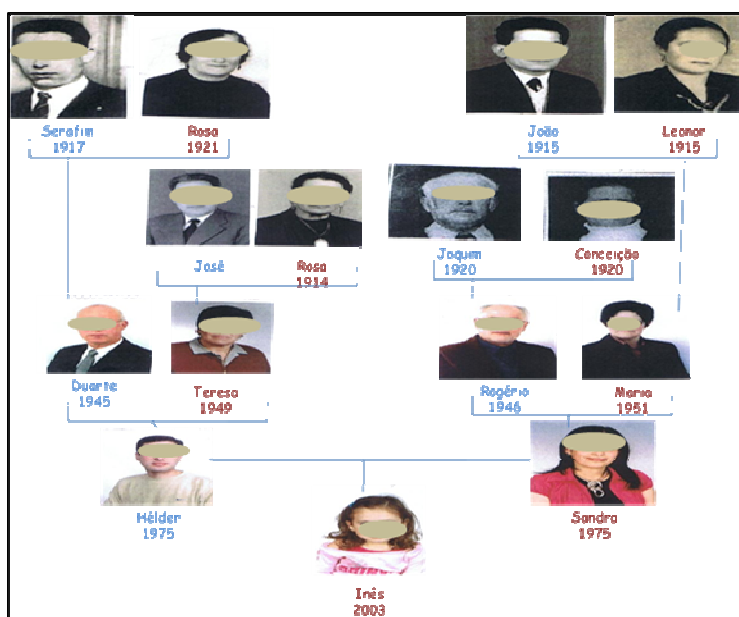 Serafim
1917
Rosa
1921
João
1915
Leonor
1915
José
Rosa
1914
Joquim
1920
Conceição
1920
Duarte
1945
Teresa
1949
Rogério
1946
Maria
1951
Hélder
1975
Sandra
1975
Inês
2003